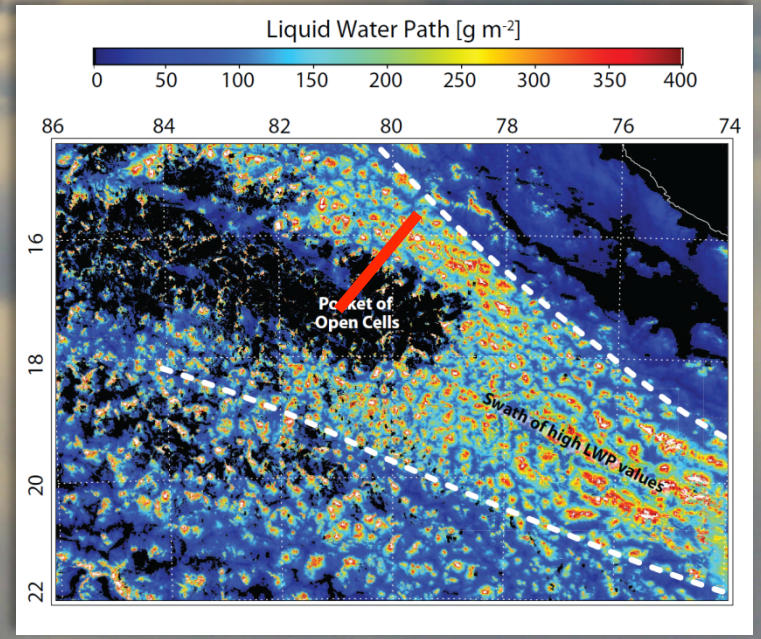 Liquid Water Path [g m-2]
0 50 100 150 200 250 300 350 400
86 84 82 80 78 76 74
16
Pocket of
Open Cells
18
Swath of high LWP values
20
22